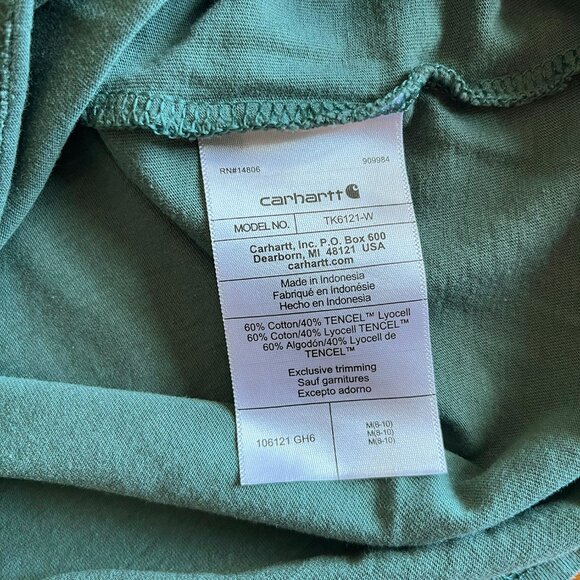 RN#14806 909984
carhartt
MODEL NO. TK6121-W
Carhartt, Inc. P.O. Box 600
Dearborn, MI 48121 USA
carhartt.com
Made in Indonesia
Fabriqué en Indonésie
Hecho en Indonesia
60% Cotton/40% TENCEL™ Lyocell
60% Coton/40% Lyocell TENCEL™
60% Algodón/40% Lyocell de
TENCEL™
Exclusive trimming
Sauf garnitures
Excepto adorno
106121 GH6
M(8-10)
M(8-10)
M(8-10)